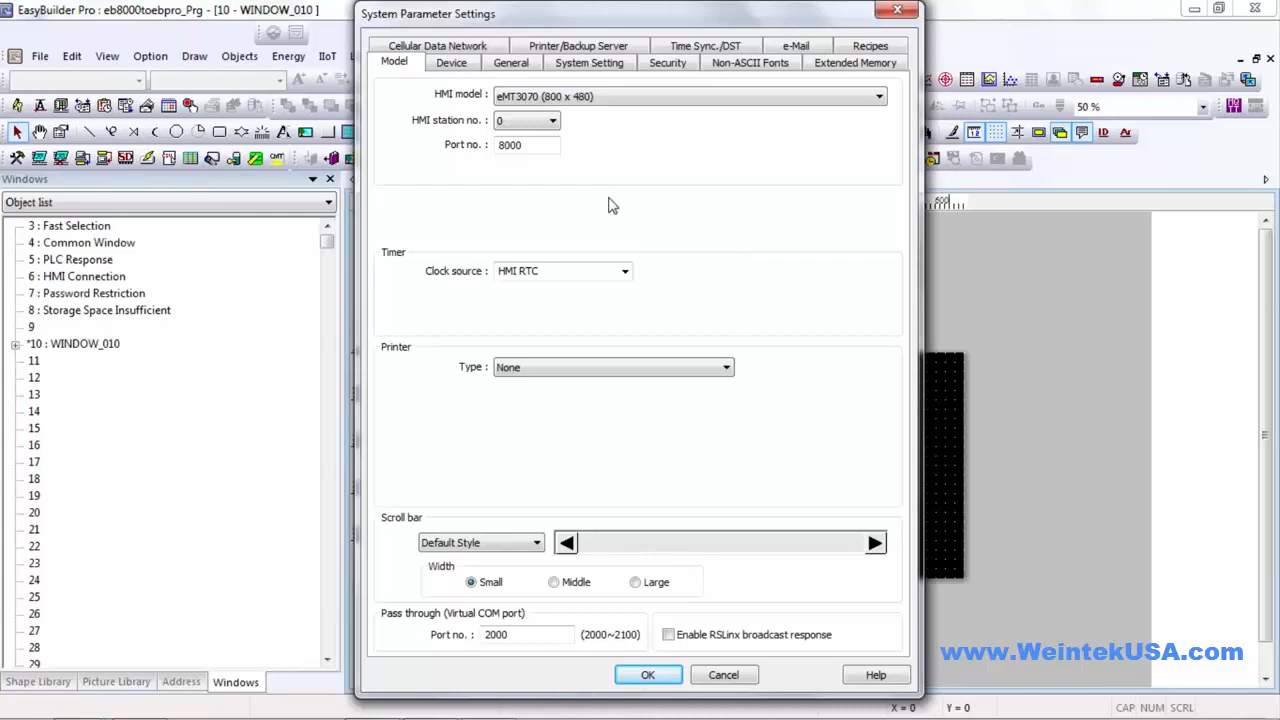 EasyBuilder Pro : eb8000toebpro_Prg - [10 - WINDOW_010 ]
File Edit View Option Draw Objects Energy IIoT
50 %
Windows
Object list
3 : Fast Selection
4 : Common Window
5 : PLC Response
6 : HMI Connection
7 : Password Restriction
8 : Storage Space Insufficient
9
*10 : WINDOW_010
11
12
13
14
15
16
17
18
19
20
21
22
23
24
25
26
27
28
29
Shape Library Picture Library Address Windows
System Parameter Settings
Cellular Data Network Printer/Backup Server Time Sync./DST e-Mail Recipes
Model Device General System Setting Security Non-ASCII Fonts Extended Memory
HMI model : eMT3070 (800 x 480)
HMI station no. : 0
Port no. : 8000
Timer
Clock source : HMI RTC
Printer
Type : None
Scroll bar
Default Style
Width
Small Middle Large
Pass through (Virtual COM port)
Port no. : 2000 (2000~2100) Enable RSLinx broadcast response
OK Cancel Help
600
www.WeintekUSA.com
X = 0 Y = 0 CAP NUM SCRL